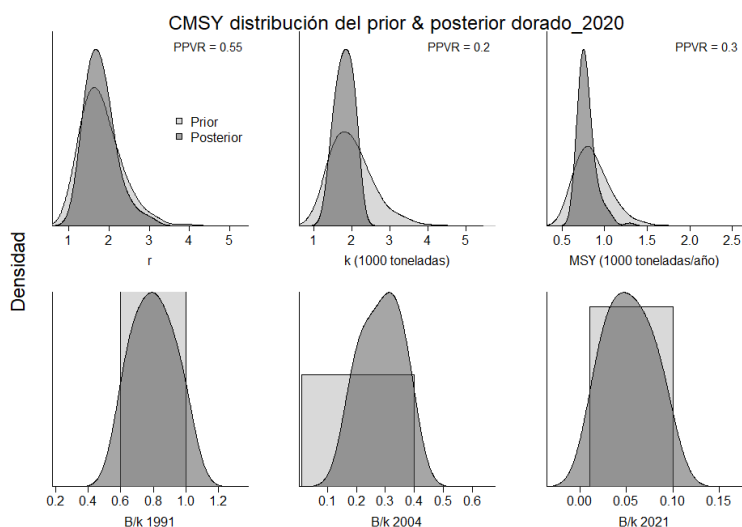 CMSY distribución del prior & posterior dorado_2020
PPVR = 0.55
PPVR = 0.2
PPVR = 0.3
Prior
Posterior
1 2 3 4 5
r
1 2 3 4 5
k (1000 toneladas)
0.5 1.0 1.5 2.0 2.5
MSY (1000 toneladas/año)
Densidad
0.2 0.4 0.6 0.8 1.0 1.2
B/k 1991
0.1 0.2 0.3 0.4 0.5 0.6
B/k 2004
0.00 0.05 0.10 0.15
B/k 2021